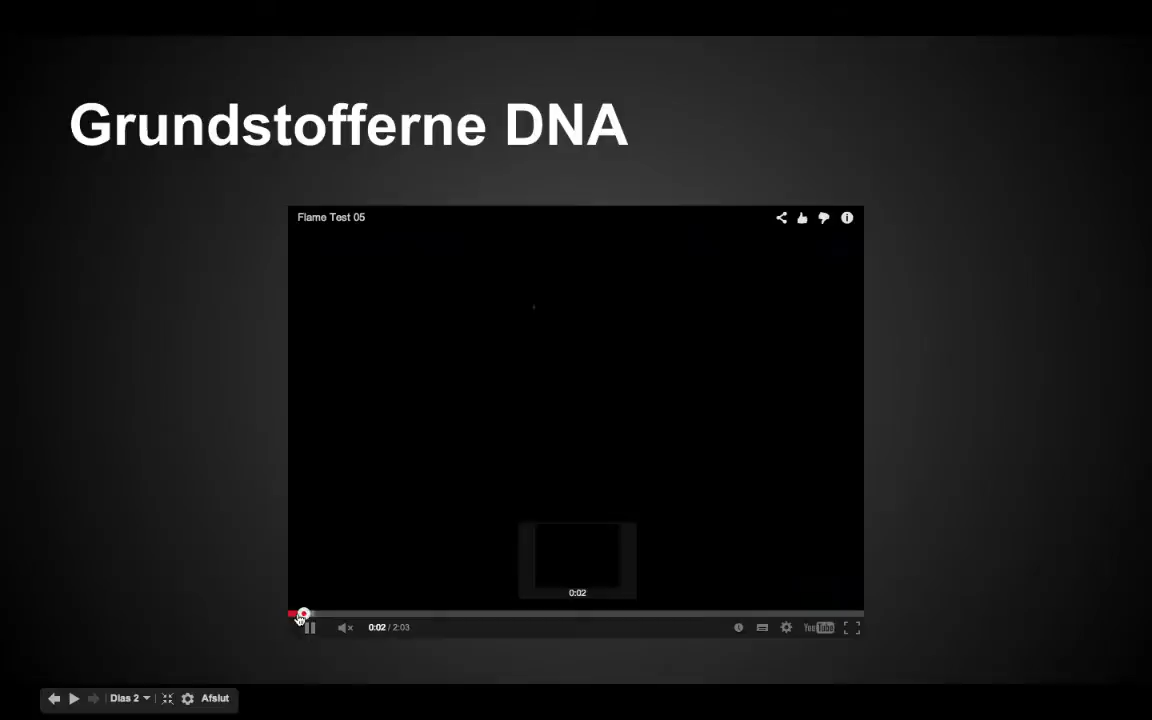 Grundstofferne DNA
Flame Test 05
0:02
0:02 / 2:03
YouTube
Dias 2
Afslut